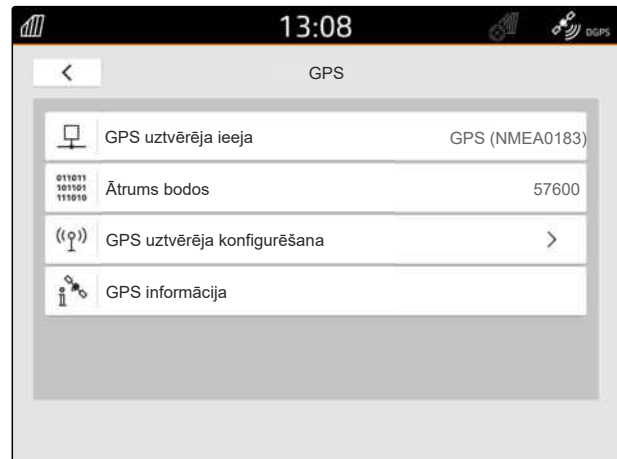 13:08
DGPS
GPS
GPS uztvērēja ieeja GPS (NMEA0183)
011011
101101
111010
Ātrums bodos 57600
GPS uztvērēja konfigurēšana
GPS informācija